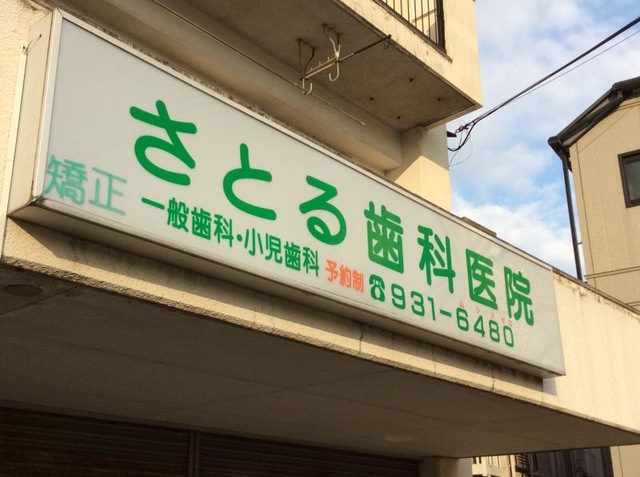 さとる歯科医院
矯正
一般歯科・小児歯科 予約制 ☎931-6480